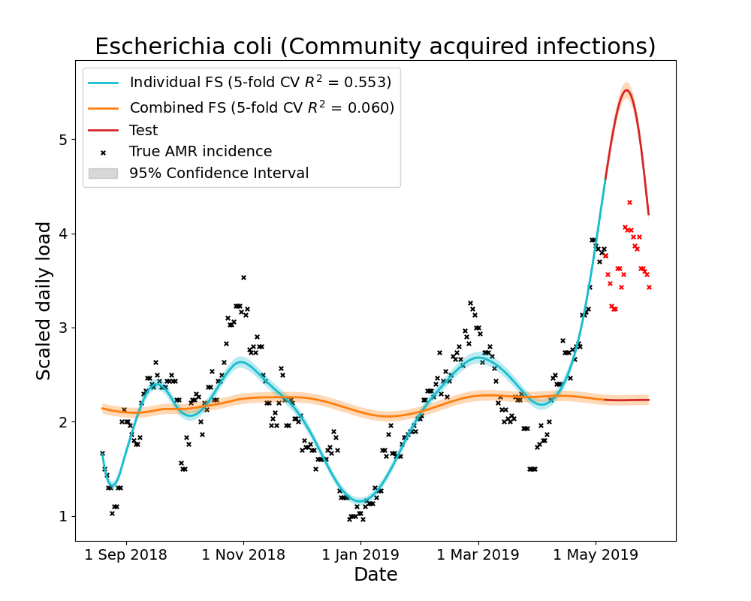 Escherichia coli (Community acquired infections)
Individual FS (5-fold CV R² = 0.553)
Combined FS (5-fold CV R² = 0.060)
Test
True AMR incidence
95% Confidence Interval
Scaled daily load
5
4
3
2
1
1 Sep 2018
1 Nov 2018
1 Jan 2019
1 Mar 2019
1 May 2019
Date